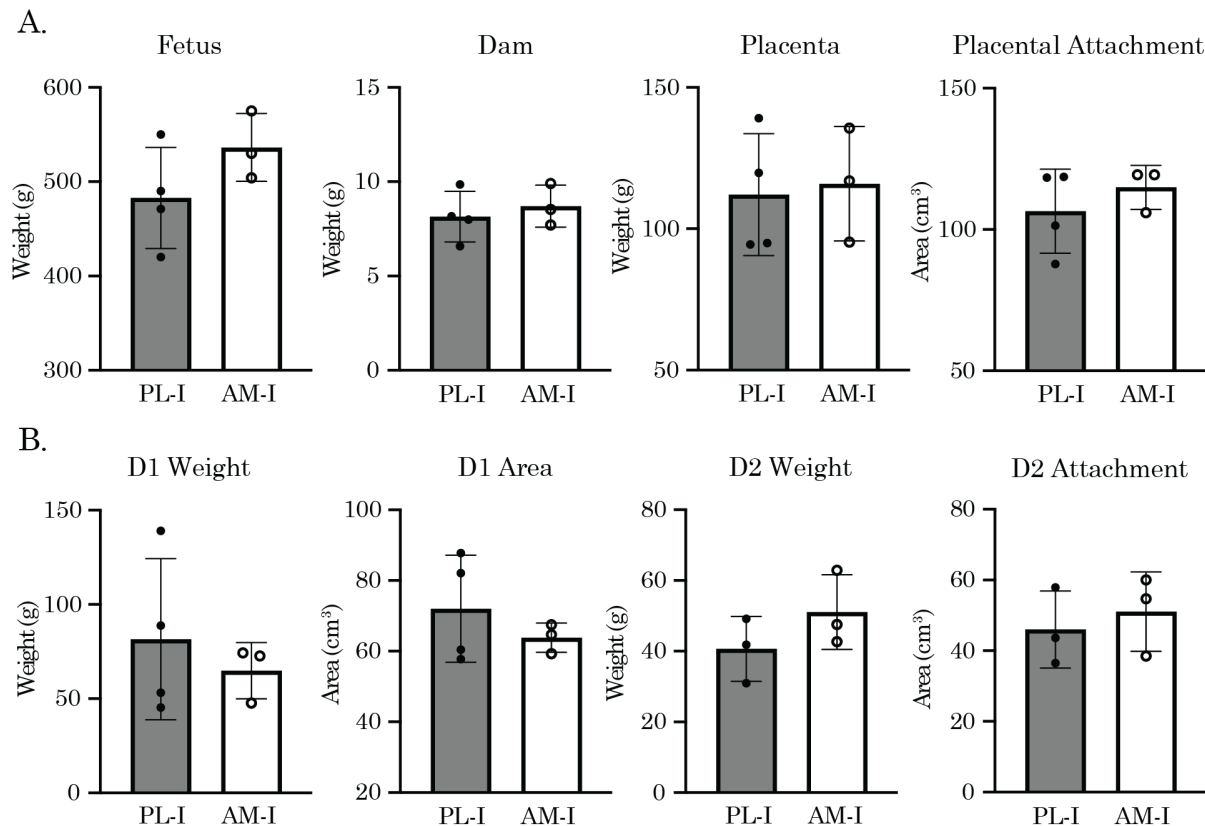 A.
Fetus Dam Placenta Placental Attachment
600 500 400 300 Weight (g) PL-I AM-I
15 10 5 0 Weight (g) PL-I AM-I
150 100 50 Weight (g) PL-I AM-I
150 100 50 Area (cm³) PL-I AM-I
B.
D1 Weight D1 Area D2 Weight D2 Attachment
150 100 50 0 Weight (g) PL-I AM-I
100 80 60 40 20 Area (cm³) PL-I AM-I
80 60 40 20 0 Weight (g) PL-I AM-I
80 60 40 20 0 Area (cm³) PL-I AM-I